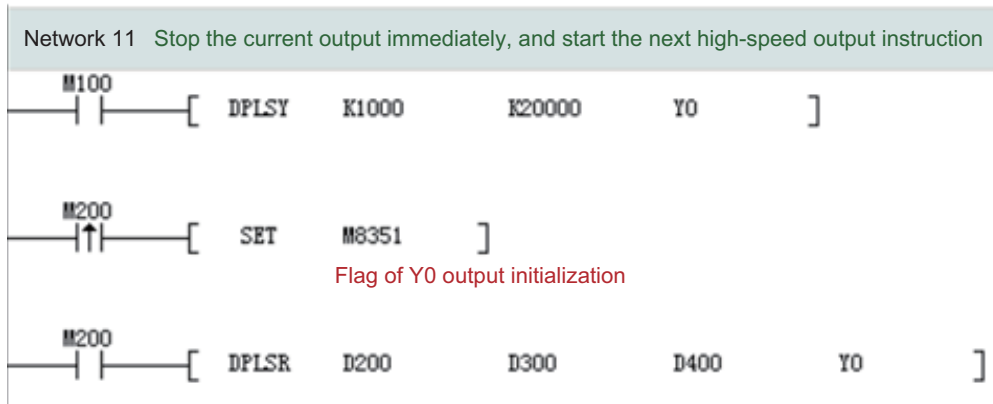 Network 11 Stop the current output immediately, and start the next high-speed output instruction
M100
[ DPLSY K1000 K20000 Y0 ]
M200
[ SET M8351 ]
Flag of Y0 output initialization
M200
[ DPLSR D200 D300 D400 Y0 ]